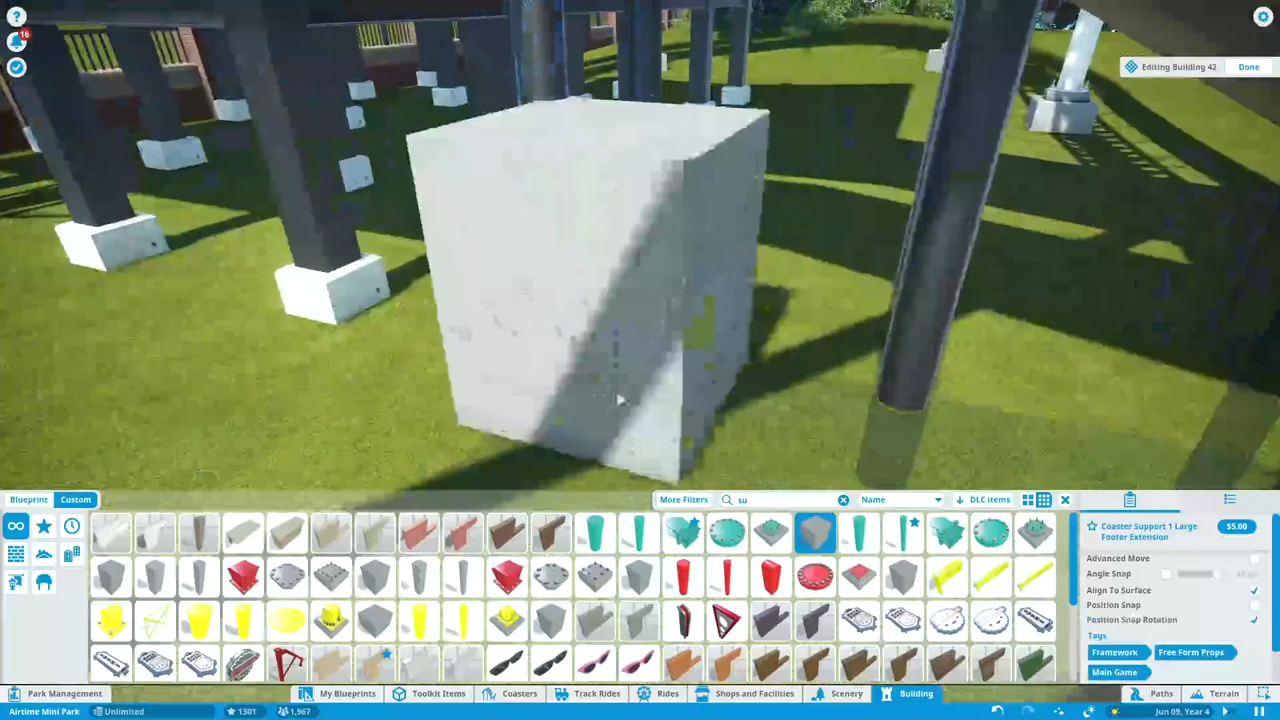 16
Editing Building 42 Done
Blueprint Custom More Filters su Name DLC items
Coaster Support 1 Large
Footer Extension
$5.00
Advanced Move
Angle Snap
Align To Surface
Position Snap
Position Snap Rotation
Tags
Framework Free Form Props
Main Game
Park Management My Blueprints Toolkit Items Coasters Track Rides Rides Shops and Facilities Scenery Building Paths Terrain
Airtime Mini Park Unlimited 1301 1,967 Jun 09, Year 4